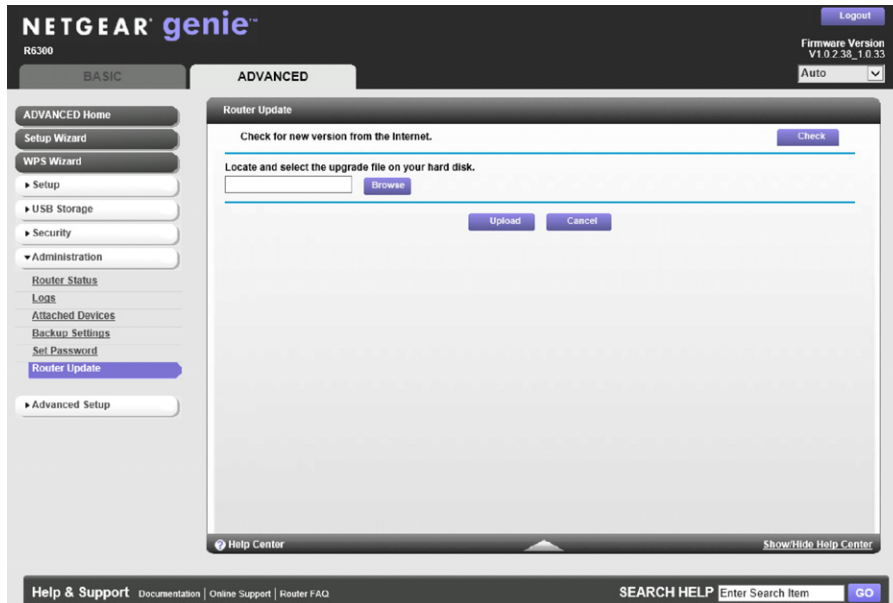 NETGEAR® genie™
Logout
R6300
Firmware Version
V1.0.2.38_1.0.33
BASIC
ADVANCED
Auto
ADVANCED Home
Setup Wizard
WPS Wizard
Setup
USB Storage
Security
Administration
Router Status
Logs
Attached Devices
Backup Settings
Set Password
Router Update
Advanced Setup
Router Update
Check for new version from the Internet.
Check
Locate and select the upgrade file on your hard disk.
Browse
Upload
Cancel
Help Center
Show/Hide Help Center
Help & Support Documentation | Online Support | Router FAQ
SEARCH HELP Enter Search Item GO